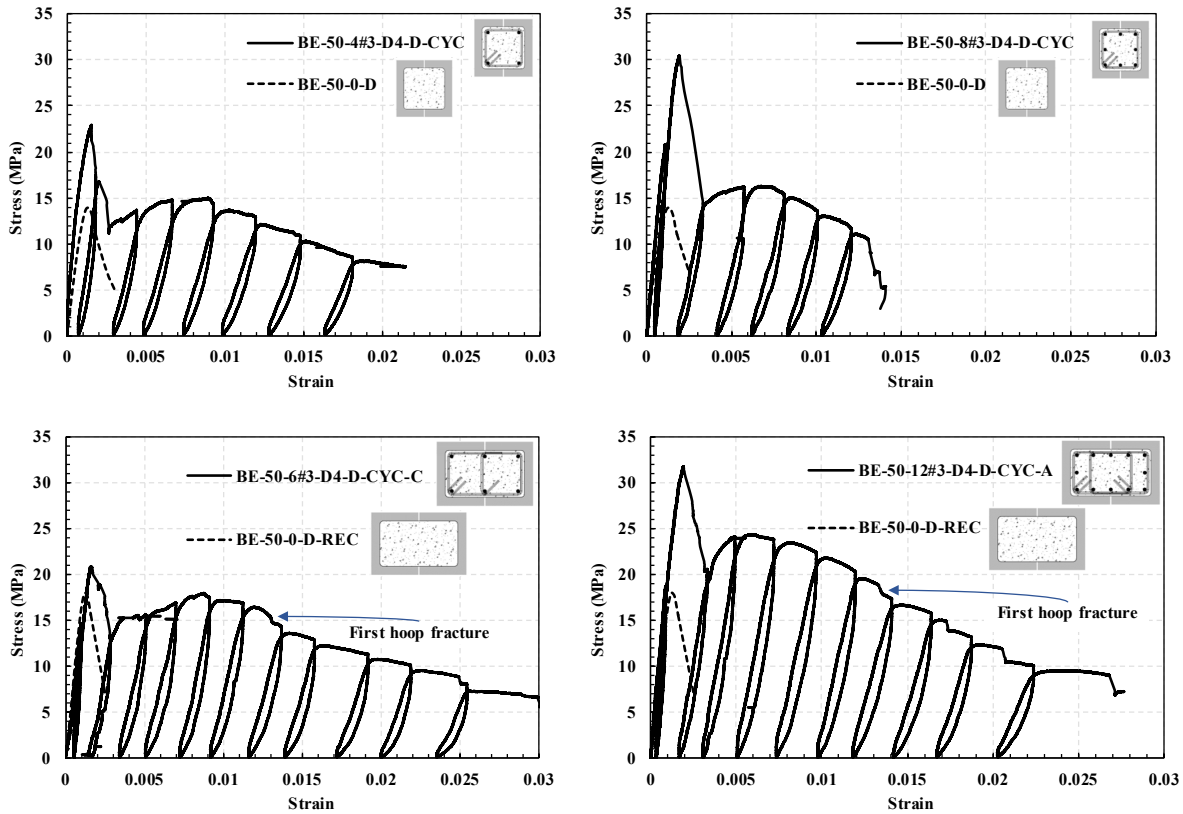 35
30
25
20
15
10
5
0
Stress (MPa)
BE-50-4#3-D4-D-CYC
BE-50-0-D
0 0.005 0.01 0.015 0.02 0.025 0.03
Strain
35
30
25
20
15
10
5
0
Stress (MPa)
BE-50-8#3-D4-D-CYC
BE-50-0-D
0 0.005 0.01 0.015 0.02 0.025 0.03
Strain
35
30
25
20
15
10
5
0
Stress (MPa)
BE-50-6#3-D4-D-CYC-C
BE-50-0-D-REC
First hoop fracture
0 0.005 0.01 0.015 0.02 0.025 0.03
Strain
35
30
25
20
15
10
5
0
Stress (MPa)
BE-50-12#3-D4-D-CYC-A
BE-50-0-D-REC
First hoop fracture
0 0.005 0.01 0.015 0.02 0.025 0.03
Strain